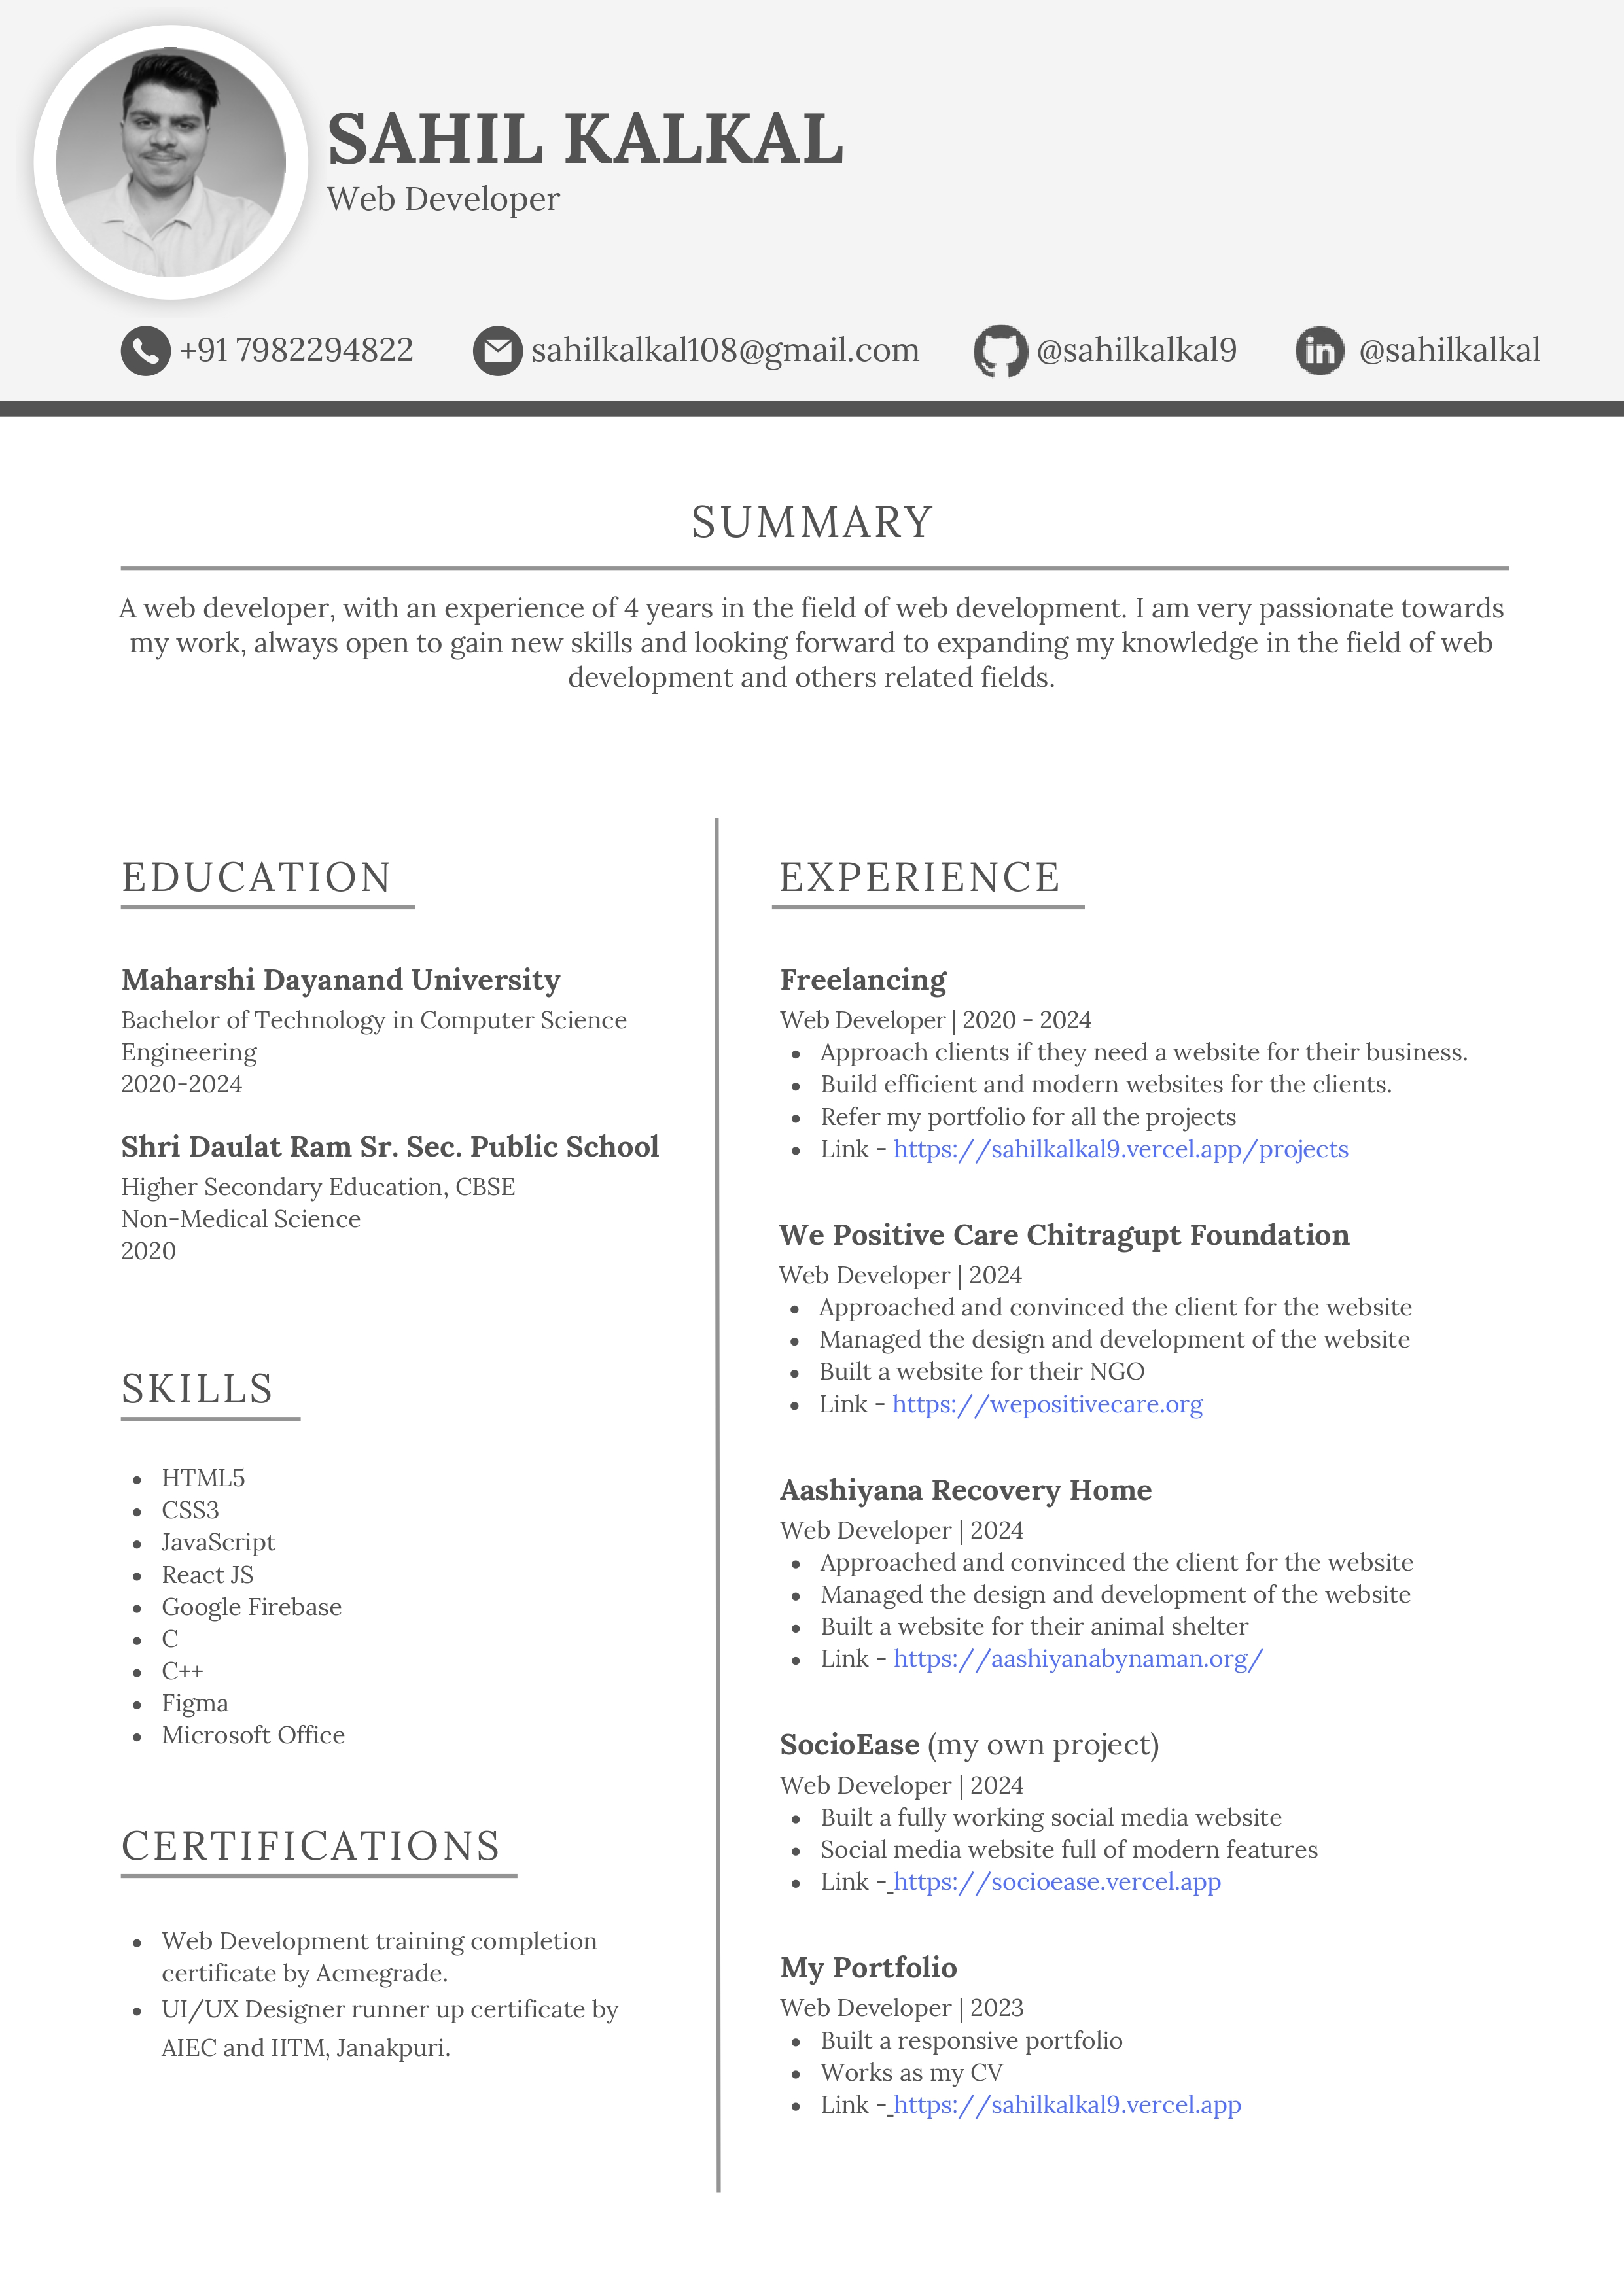 SAHIL KALKAL
Web Developer
+91 7982294822
sahilkalkal108@gmail.com
@sahilkalkal9
@sahilkalkal
SUMMARY
A web developer, with an experience of 4 years in the field of web development. I am very passionate towards
my work, always open to gain new skills and looking forward to expanding my knowledge in the field of web
development and others related fields.
EDUCATION
Maharshi Dayanand University
Bachelor of Technology in Computer Science
Engineering
2020-2024
Shri Daulat Ram Sr. Sec. Public School
Higher Secondary Education, CBSE
Non-Medical Science
2020
SKILLS
• HTML5
• CSS3
• JavaScript
• React JS
• Google Firebase
• C
• C++
• Figma
• Microsoft Office
CERTIFICATIONS
• Web Development training completion
certificate by Acmegrade.
• UI/UX Designer runner up certificate by
AIEC and IITM, Janakpuri.
EXPERIENCE
Freelancing
Web Developer | 2020 - 2024
• Approach clients if they need a website for their business.
• Build efficient and modern websites for the clients.
• Refer my portfolio for all the projects
• Link - https://sahilkalkal9.vercel.app/projects
We Positive Care Chitragupt Foundation
Web Developer | 2024
• Approached and convinced the client for the website
• Managed the design and development of the website
• Built a website for their NGO
• Link - https://wepositivecare.org
Aashiyana Recovery Home
Web Developer | 2024
• Approached and convinced the client for the website
• Managed the design and development of the website
• Built a website for their animal shelter
• Link - https://aashiyanabynaman.org/
SocioEase (my own project)
Web Developer | 2024
• Built a fully working social media website
• Social media website full of modern features
• Link - https://socioease.vercel.app
My Portfolio
Web Developer | 2023
• Built a responsive portfolio
• Works as my CV
• Link - https://sahilkalkal9.vercel.app